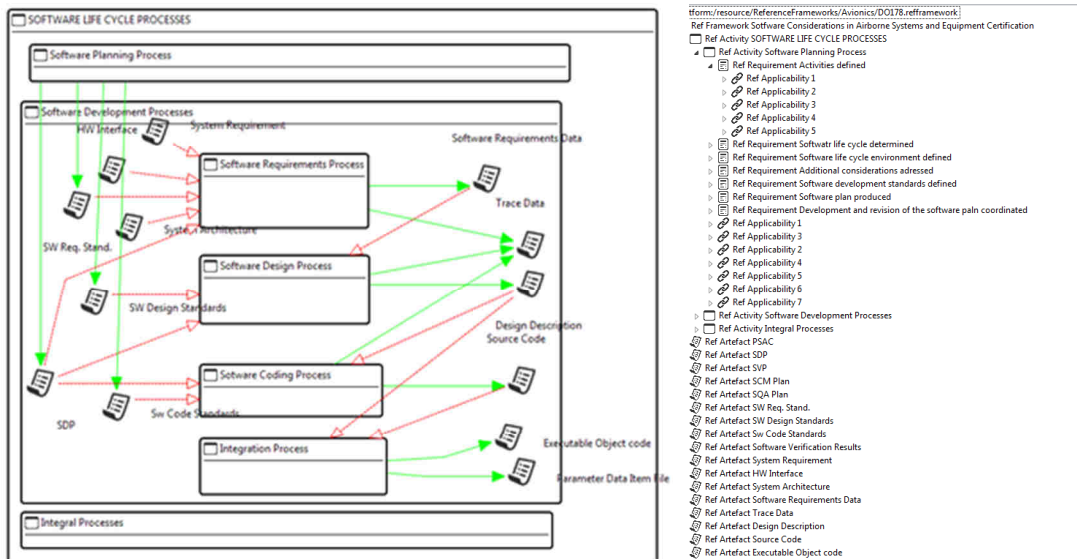 SOFTWARE LIFE CYCLE PROCESSES
Software Planning Process
Software Development Processes
HW Interface
System Requirement
Software Requirements Data
Software Requirements Process
Trace Data
System Architecture
SW Req. Stand.
Software Design Process
SW Design Standards
Design Description
Source Code
Sotware Coding Process
Sw Code Standards
SDP
Integration Process
Executable Object code
Parameter Data Item File
Integral Processes
tform:/resource/ReferenceFrameworks/Avionics/DO178.refframework
Ref Framework Sotftware Considerations in Airborne Systems and Equipment Certification
Ref Activity SOFTWARE LIFE CYCLE PROCESSES
Ref Activity Software Planning Process
Ref Requirement Activities defined
Ref Applicability 1
Ref Applicability 2
Ref Applicability 3
Ref Applicability 4
Ref Applicability 5
Ref Requirement Softwatr life cycle determined
Ref Requirement Software life cycle environment defined
Ref Requirement Additional considerations adressed
Ref Requirement Software development standards defined
Ref Requirement Software plan produced
Ref Requirement Development and revision of the software paln coordinated
Ref Applicability 1
Ref Applicability 3
Ref Applicability 2
Ref Applicability 4
Ref Applicability 5
Ref Applicability 6
Ref Applicability 7
Ref Activity Software Development Processes
Ref Activity Integral Processes
Ref Artefact PSAC
Ref Artefact SDP
Ref Artefact SVP
Ref Artefact SCM Plan
Ref Artefact SQA Plan
Ref Artefact SW Req. Stand.
Ref Artefact SW Design Standards
Ref Artefact Sw Code Standards
Ref Artefact Software Verification Results
Ref Artefact System Requirement
Ref Artefact HW Interface
Ref Artefact System Architecture
Ref Artefact Software Requirements Data
Ref Artefact Trace Data
Ref Artefact Design Description
Ref Artefact Source Code
Ref Artefact Executable Object code